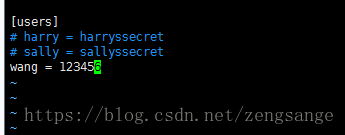 [users]
# harry = harryssecret
# sally = sallyssecret
wang = 123456
~
~
~
~
https://blog.csdn.net/zengsange